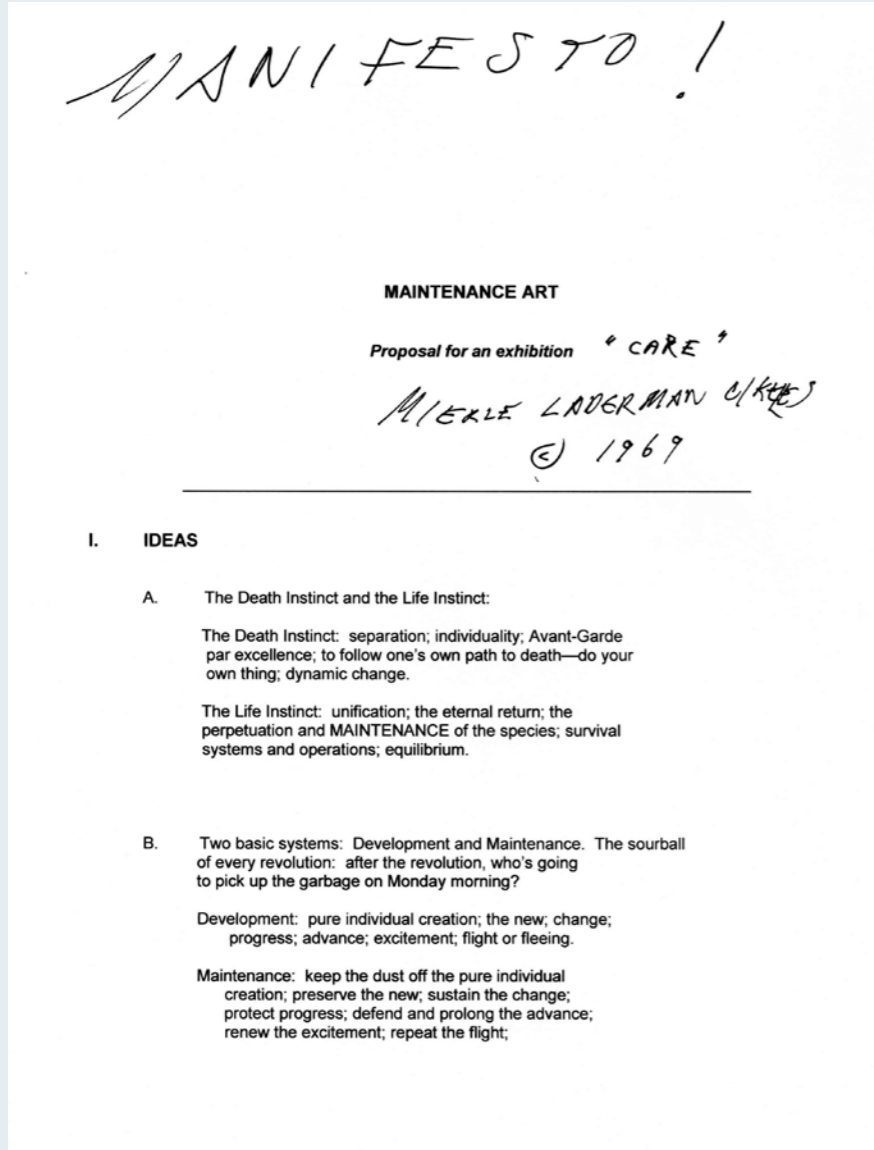 MANIFESTO!
MAINTENANCE ART
Proposal for an exhibition "CARE"
MIERLE LADERMAN UKELES
© 1969
I. IDEAS
A. The Death Instinct and the Life Instinct:
The Death Instinct: separation; individuality; Avant-Garde
par excellence; to follow one's own path to death—do your
own thing; dynamic change.
The Life Instinct: unification; the eternal return; the
perpetuation and MAINTENANCE of the species; survival
systems and operations; equilibrium.
B. Two basic systems: Development and Maintenance. The sourball
of every revolution: after the revolution, who's going
to pick up the garbage on Monday morning?
Development: pure individual creation; the new; change;
progress; advance; excitement; flight or fleeing.
Maintenance: keep the dust off the pure individual
creation; preserve the new; sustain the change;
protect progress; defend and prolong the advance;
renew the excitement; repeat the flight;